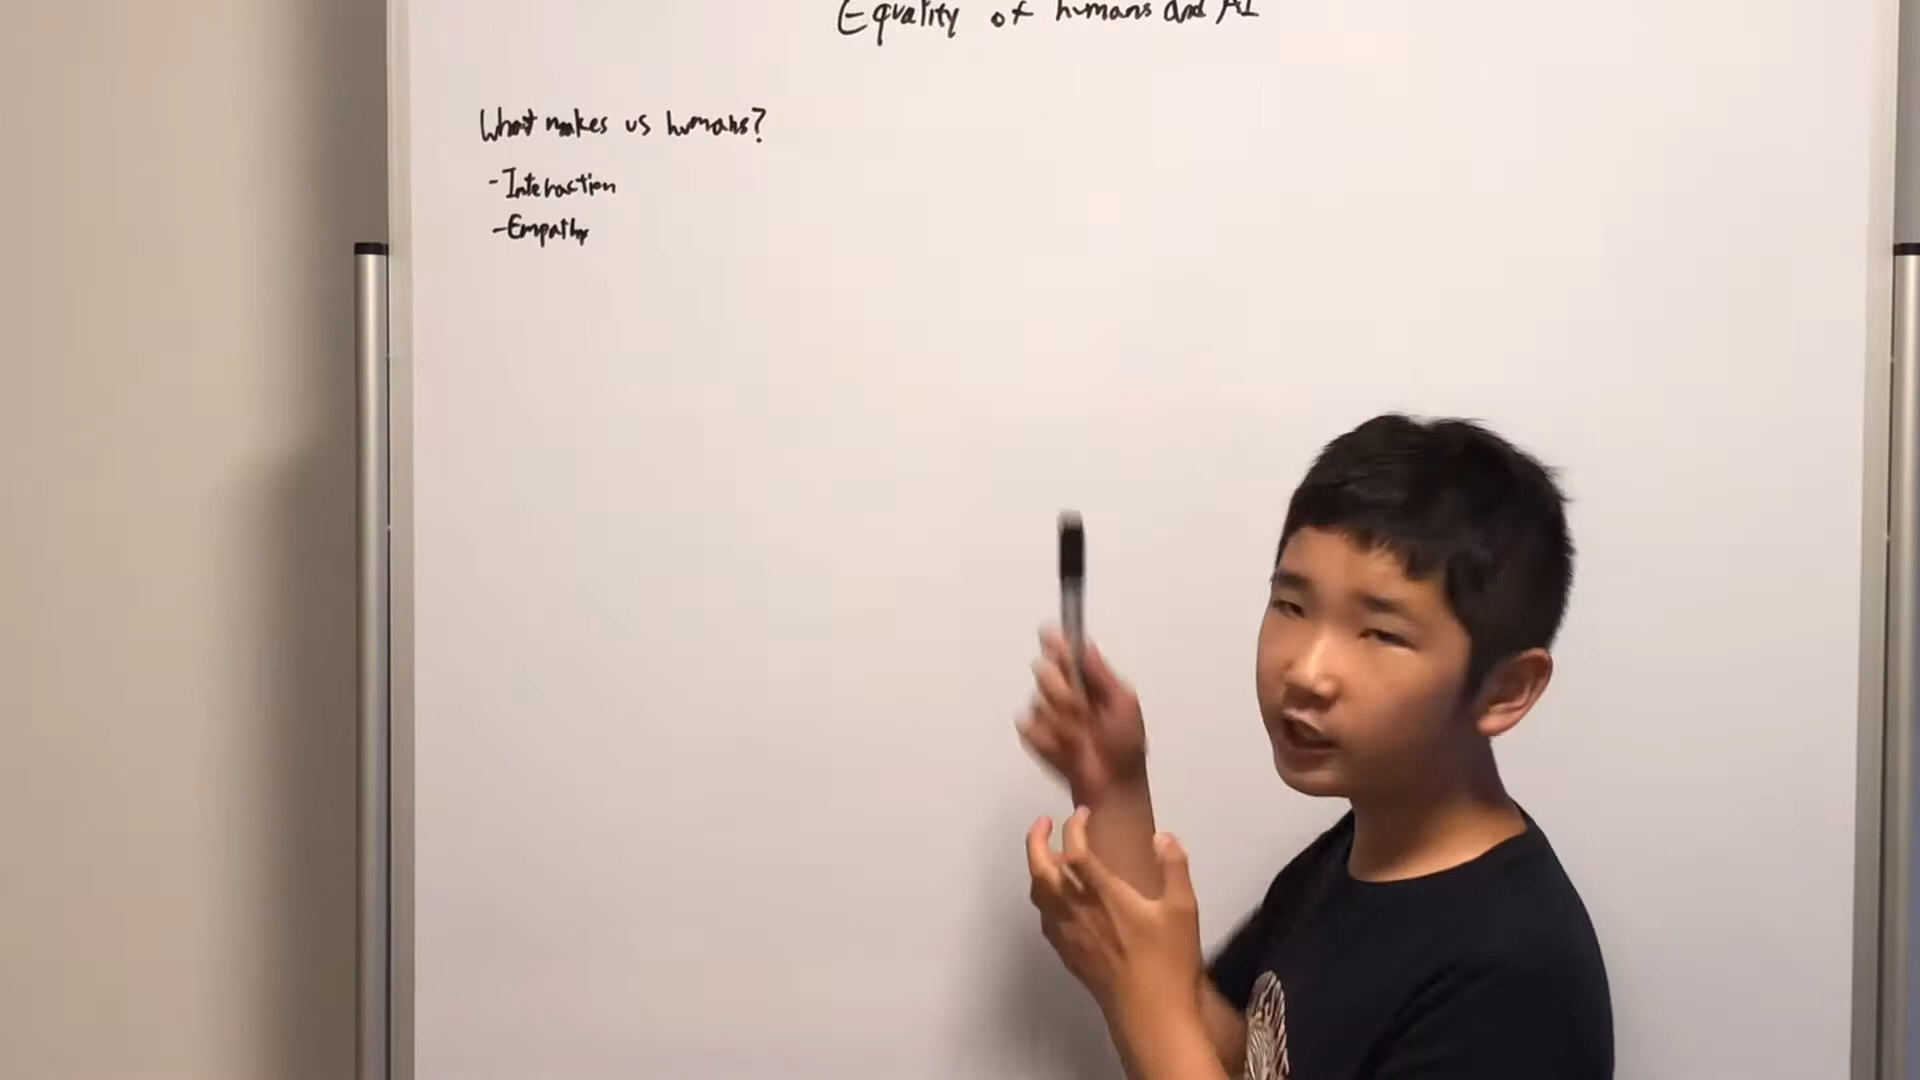 Equality of humans and AI
What makes us humans?
- Interaction
- Empathy